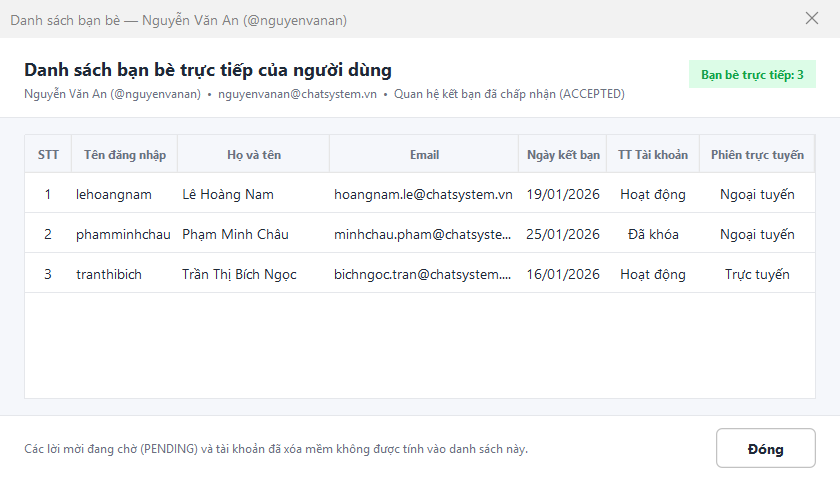 Danh sách bạn bè — Nguyễn Văn An (@nguyenvanan)
Danh sách bạn bè trực tiếp của người dùng
Bạn bè trực tiếp: 3
Nguyễn Văn An (@nguyenvanan) • nguyenvanan@chatsystem.vn • Quan hệ kết bạn đã chấp nhận (ACCEPTED)
STT Tên đăng nhập Họ và tên Email Ngày kết bạn TT Tài khoản Phiên trực tuyến
1 lehoangnam Lê Hoàng Nam hoangnam.le@chatsystem.vn 19/01/2026 Hoạt động Ngoại tuyến
2 phamminhchau Phạm Minh Châu minhchau.pham@chatsyste... 25/01/2026 Đã khóa Ngoại tuyến
3 tranthibich Trần Thị Bích Ngọc bichngoc.tran@chatsystem.... 16/01/2026 Hoạt động Trực tuyến
Các lời mời đang chờ (PENDING) và tài khoản đã xóa mềm không được tính vào danh sách này.
Đóng